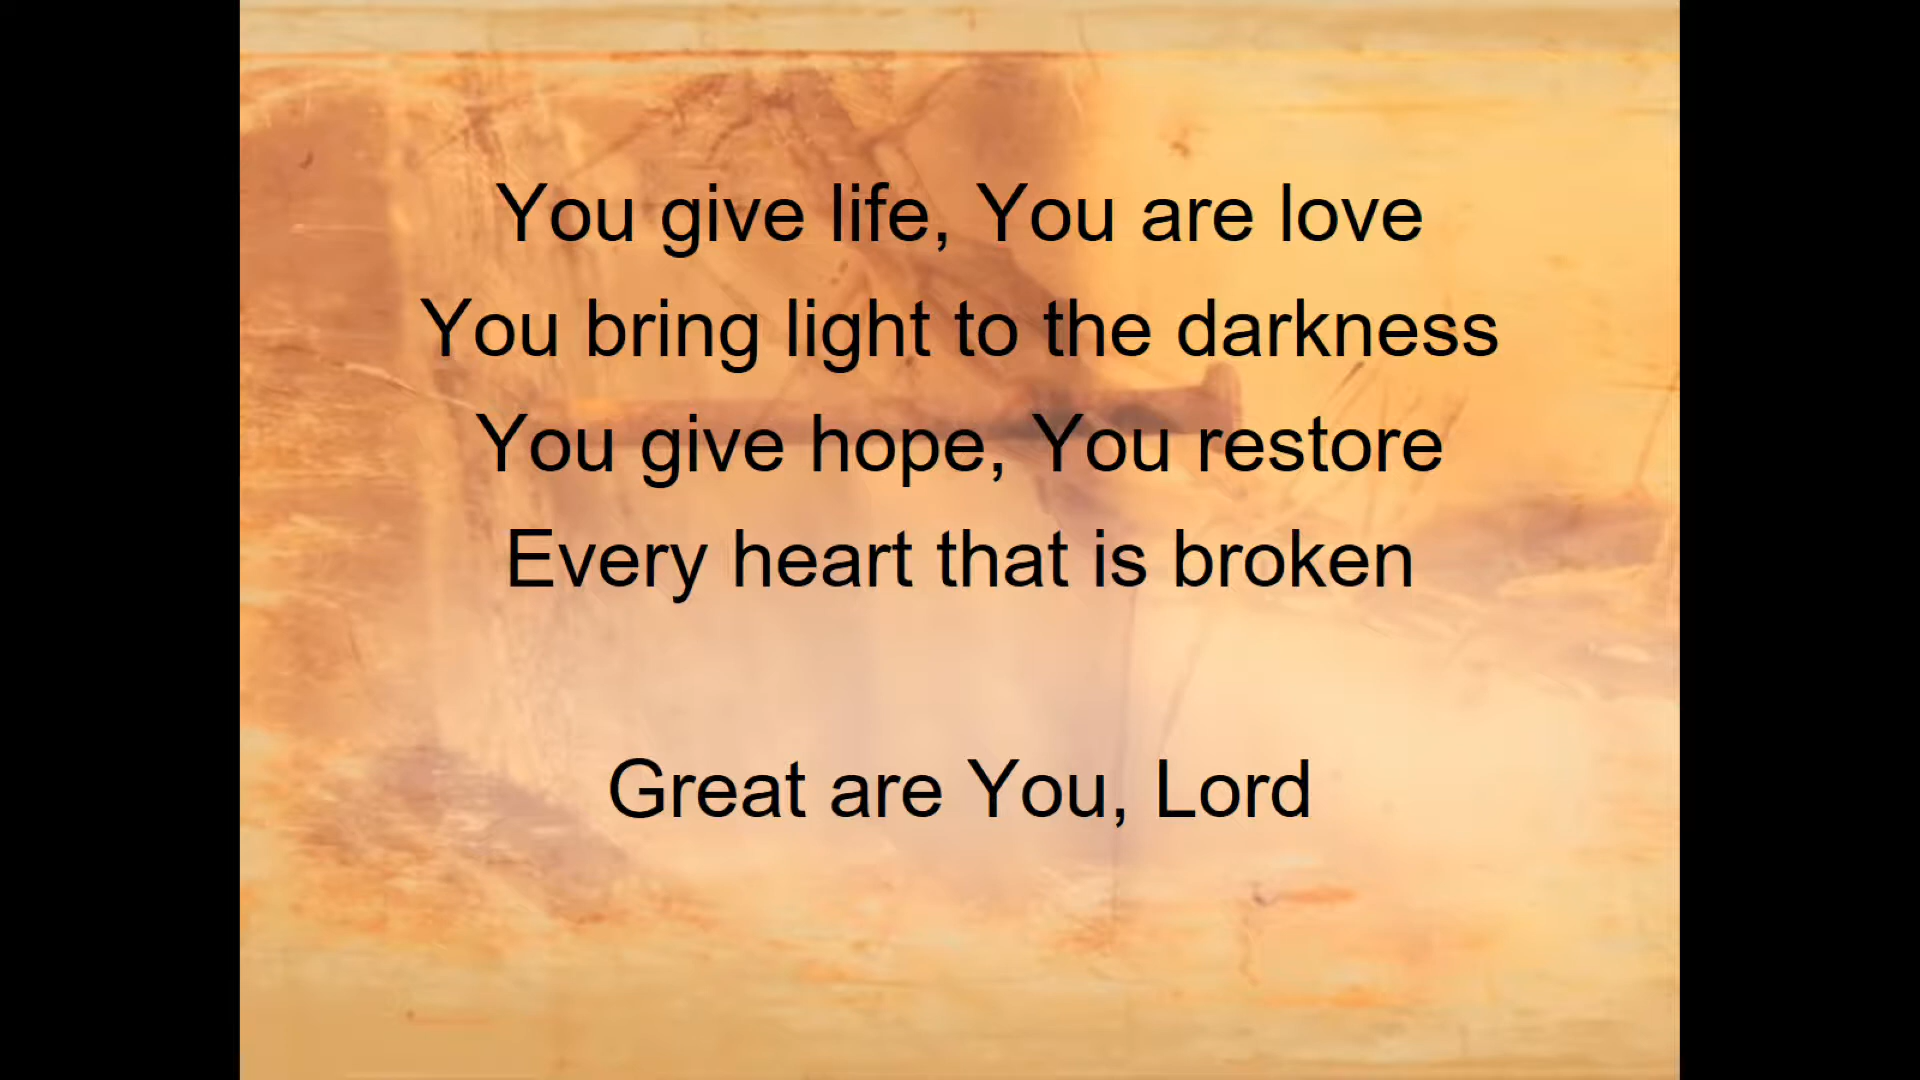 You give life, You are love
You bring light to the darkness
You give hope, You restore
Every heart that is broken
Great are You, Lord